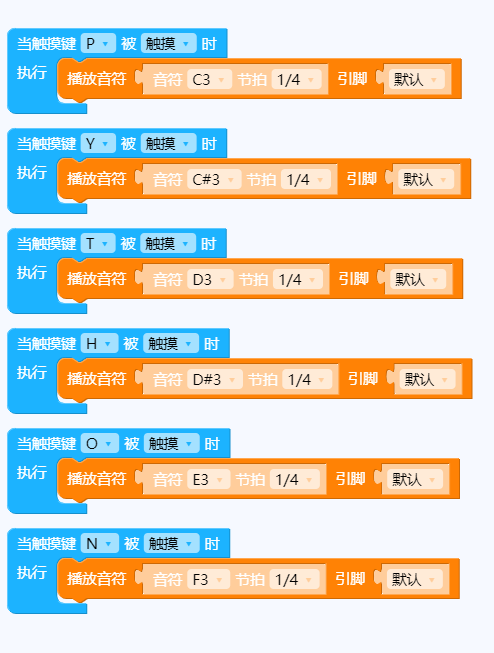 当触摸键 P 被 触摸 时
执行 播放音符 音符 C3 节拍 1/4 引脚 默认
当触摸键 Y 被 触摸 时
执行 播放音符 音符 C#3 节拍 1/4 引脚 默认
当触摸键 T 被 触摸 时
执行 播放音符 音符 D3 节拍 1/4 引脚 默认
当触摸键 H 被 触摸 时
执行 播放音符 音符 D#3 节拍 1/4 引脚 默认
当触摸键 O 被 触摸 时
执行 播放音符 音符 E3 节拍 1/4 引脚 默认
当触摸键 N 被 触摸 时
执行 播放音符 音符 F3 节拍 1/4 引脚 默认